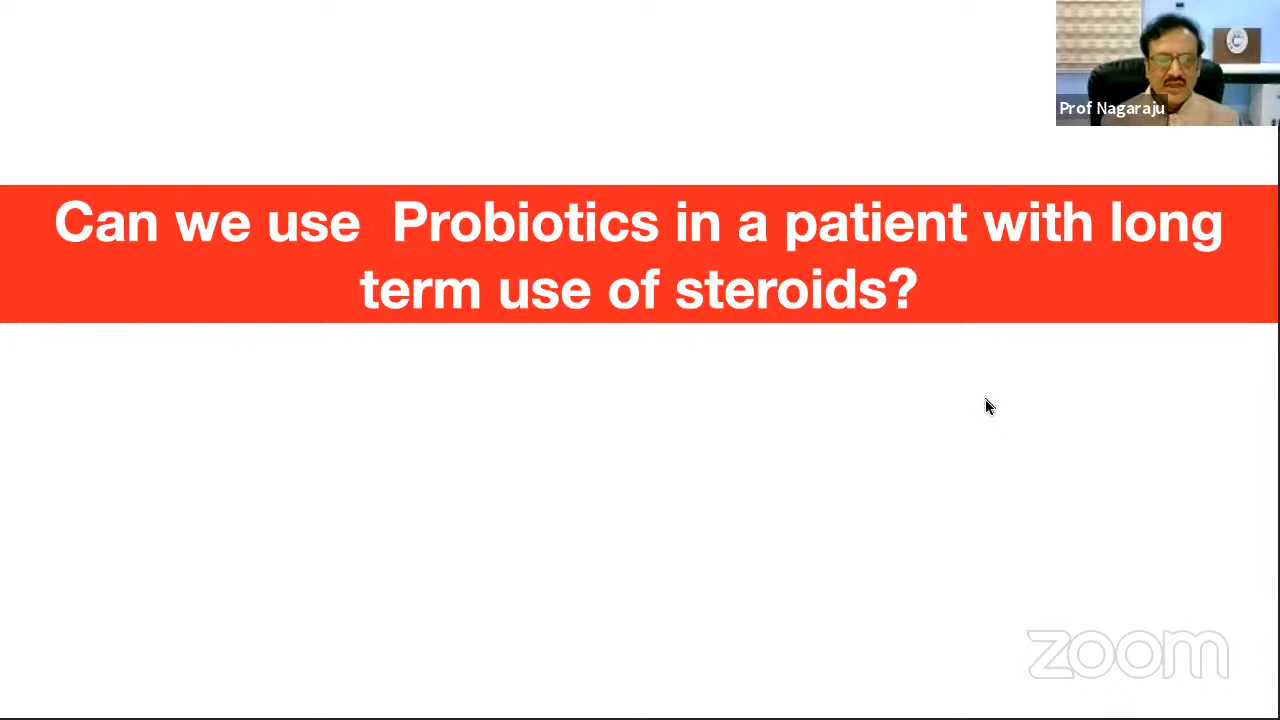 Prof Nagaraju
Can we use  Probiotics in a patient with long
term use of steroids?
zoom